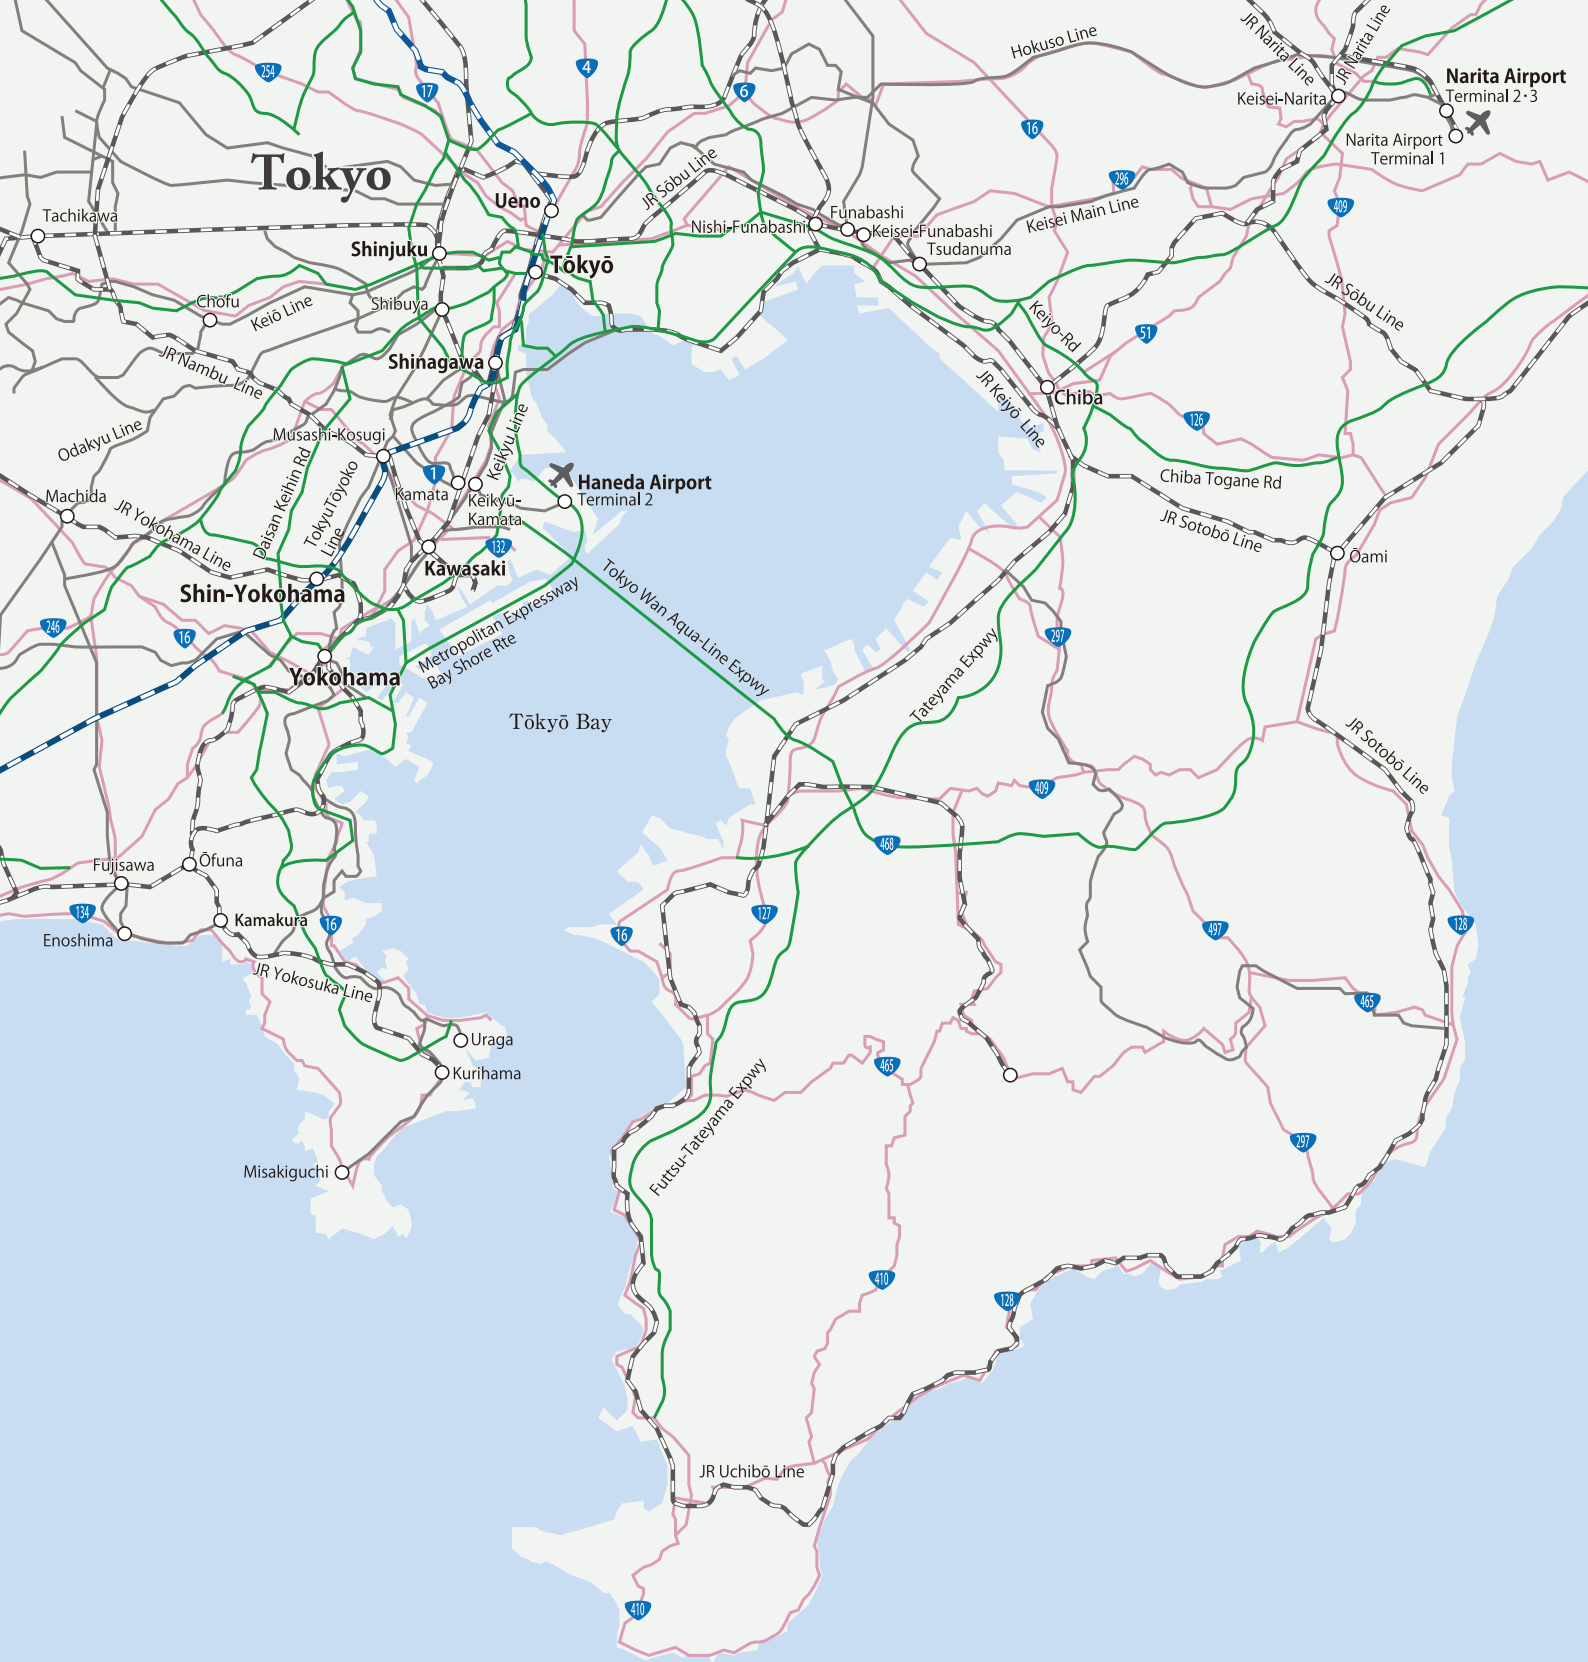 Hokuso Line
JR Narita Line
JR Narita Line
254
4
17
6
Narita Airport
Terminal 2･3
Keisei-Narita
16
Narita Airport
Terminal 1
Tokyo
JR Sōbu Line
296
Ueno
409
Tachikawa
Funabashi
Keisei Main Line
Nishi-Funabashi
Keisei-Funabashi
Shinjuku
Tsudanuma
Tōkyō
Chōfu
Keiō Line
Shibuya
JR Sōbu Line
Keiyo-Rd
51
JR Nambu Line
Shinagawa
JR Keiyō Line
Chiba
Odakyu Line
Musashi-Kosugi
Keikyu Line
126
Daisan Keihin Rd
TokyuTōyoko
Line
1
Kamata
Keikyū-
Kamata
Haneda Airport
Terminal 2
Chiba Togane Rd
Machida
JR Yokohama Line
JR Sotobō Line
132
Kawasaki
Ōami
Shin-Yokohama
Tokyo Wan Aqua-Line Expwy
Metropolitan Expressway
Bay Shore Rte
246
16
297
Yokohama
Tateyama Expwy
Tōkyō Bay
JR Sotobō Line
409
468
Fujisawa
Ōfuna
134
Kamakura
16
Enoshima
16
127
497
128
JR Yokosuka Line
465
Uraga
Kurihama
465
Futtsu-Tateyama Expwy
297
Misakiguchi
410
128
JR Uchibō Line
410